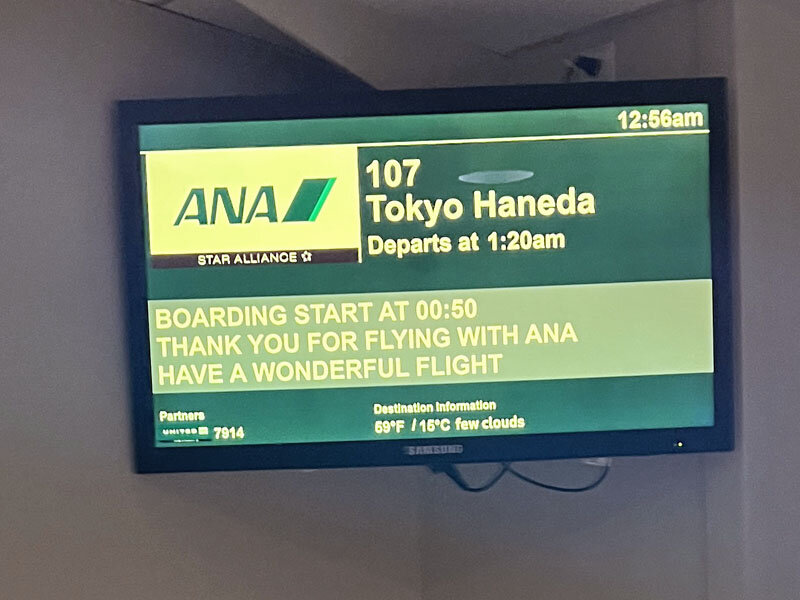 12:56am
ANA
STAR ALLIANCE
107
Tokyo Haneda
Departs at 1:20am
BOARDING START AT 00:50
THANK YOU FOR FLYING WITH ANA
HAVE A WONDERFUL FLIGHT
Partners
UNITED 7914
Destination Information
59°F / 15°C few clouds
SAMSUNG